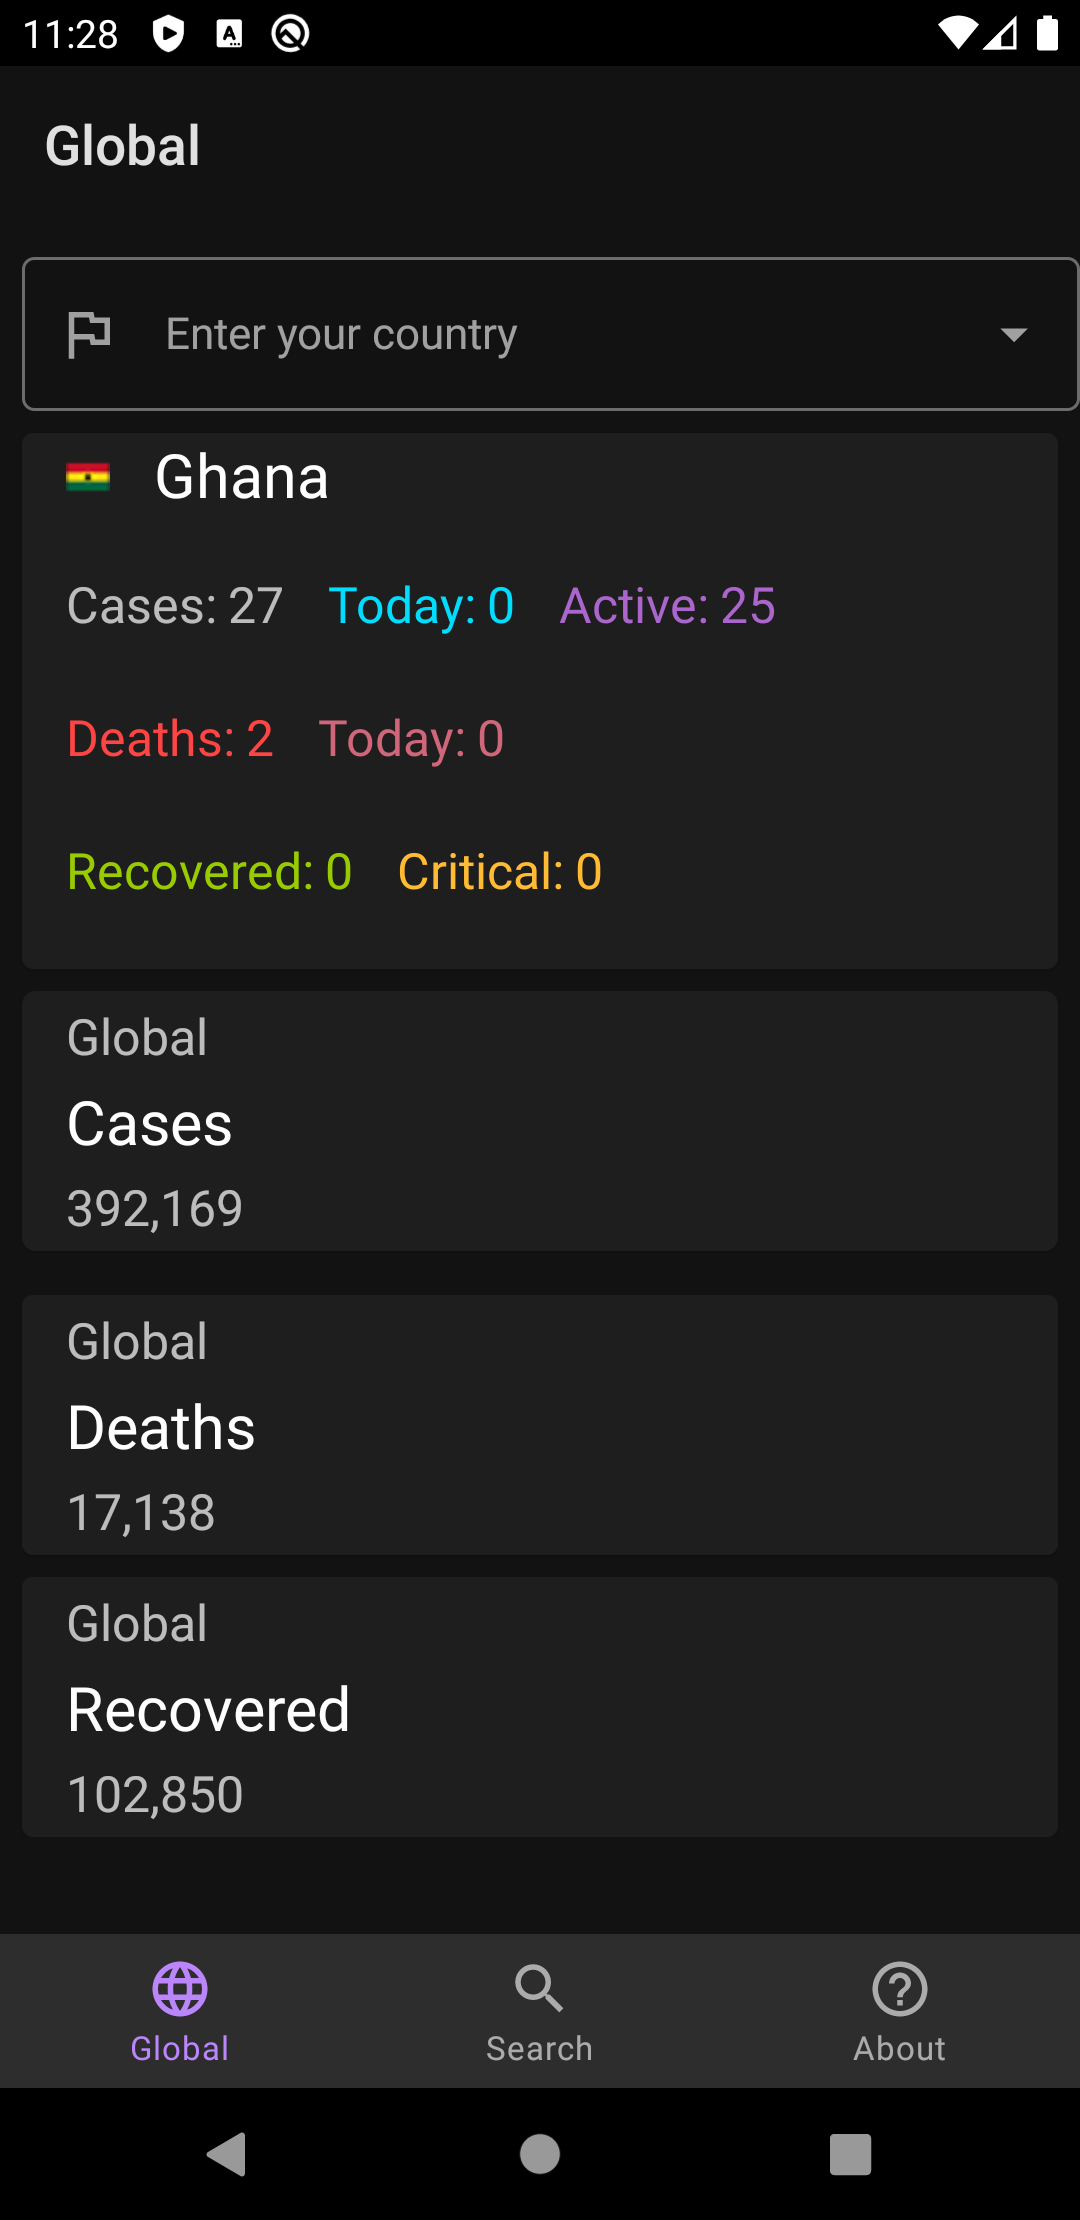 11:28
Global
Enter your country
Ghana
Cases: 27 Today: 0 Active: 25
Deaths: 2 Today: 0
Recovered: 0 Critical: 0
Global
Cases
392,169
Global
Deaths
17,138
Global
Recovered
102,850
Global Search About